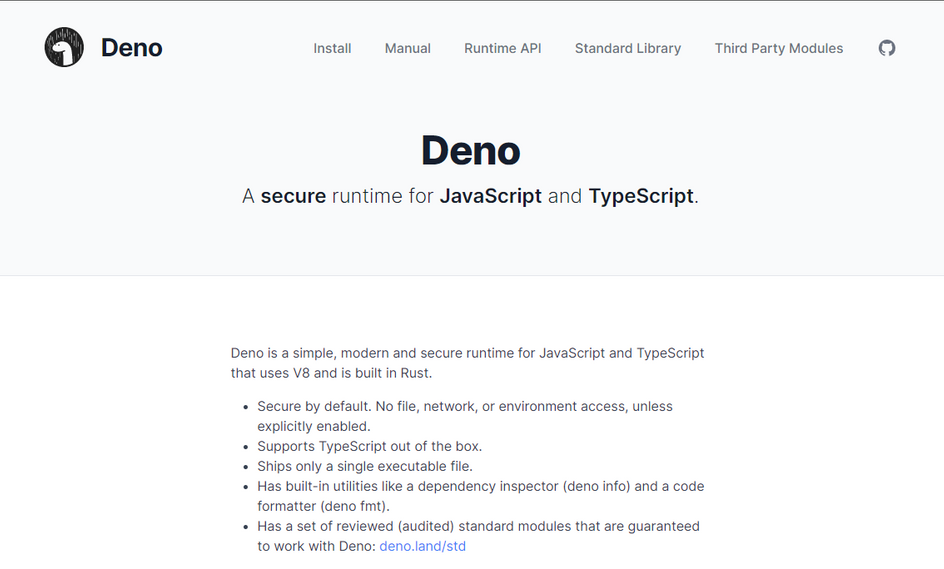 Deno
Install Manual Runtime API Standard Library Third Party Modules
Deno
A secure runtime for JavaScript and TypeScript.
Deno is a simple, modern and secure runtime for JavaScript and TypeScript
that uses V8 and is built in Rust.
• Secure by default. No file, network, or environment access, unless
explicitly enabled.
• Supports TypeScript out of the box.
• Ships only a single executable file.
• Has built-in utilities like a dependency inspector (deno info) and a code
formatter (deno fmt).
• Has a set of reviewed (audited) standard modules that are guaranteed
to work with Deno: deno.land/std